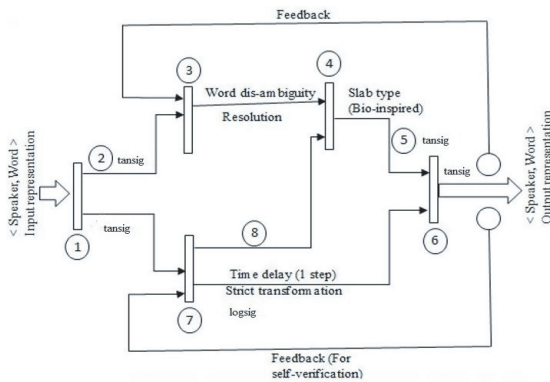 Feedback
4
3
Word dis-ambiguity
Resolution
Slab type
(Bio-inspired)
2
tansig
5
tansig
tansig
< Speaker, Word >
Input representation
< Speaker, Word >
Output representation
tansig
1
8
6
Time delay (1 step)
Strict transformation
7
logsig
Feedback (For
self-verification)